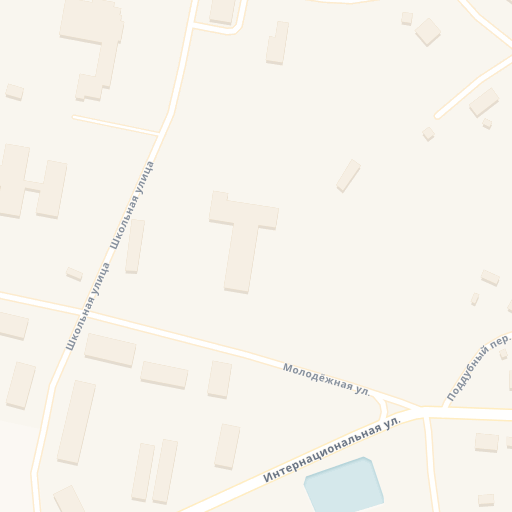 Школьная улица
Школьная улица
Молодёжная ул.
Поддубный пер.
Интернациональная ул.